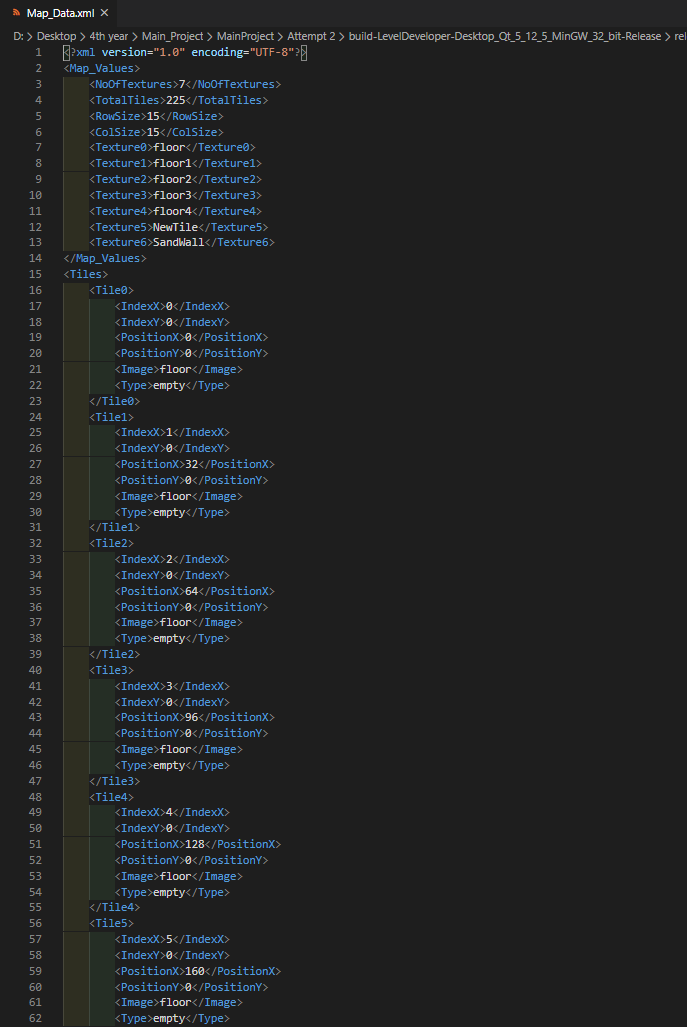 Map_Data.xml ×
D: > Desktop > 4th year > Main_Project > MainProject > Attempt 2 > build-LevelDeveloper-Desktop_Qt_5_12_5_MinGW_32_bit-Release > rel
1 <?xml version="1.0" encoding="UTF-8"?>
2 <Map_Values>
3 <NoOfTextures>7</NoOfTextures>
4 <TotalTiles>225</TotalTiles>
5 <RowSize>15</RowSize>
6 <ColSize>15</ColSize>
7 <Texture0>floor</Texture0>
8 <Texture1>floor1</Texture1>
9 <Texture2>floor2</Texture2>
10 <Texture3>floor3</Texture3>
11 <Texture4>floor4</Texture4>
12 <Texture5>NewTile</Texture5>
13 <Texture6>SandWall</Texture6>
14 </Map_Values>
15 <Tiles>
16 <Tile0>
17 <IndexX>0</IndexX>
18 <IndexY>0</IndexY>
19 <PositionX>0</PositionX>
20 <PositionY>0</PositionY>
21 <Image>floor</Image>
22 <Type>empty</Type>
23 </Tile0>
24 <Tile1>
25 <IndexX>1</IndexX>
26 <IndexY>0</IndexY>
27 <PositionX>32</PositionX>
28 <PositionY>0</PositionY>
29 <Image>floor</Image>
30 <Type>empty</Type>
31 </Tile1>
32 <Tile2>
33 <IndexX>2</IndexX>
34 <IndexY>0</IndexY>
35 <PositionX>64</PositionX>
36 <PositionY>0</PositionY>
37 <Image>floor</Image>
38 <Type>empty</Type>
39 </Tile2>
40 <Tile3>
41 <IndexX>3</IndexX>
42 <IndexY>0</IndexY>
43 <PositionX>96</PositionX>
44 <PositionY>0</PositionY>
45 <Image>floor</Image>
46 <Type>empty</Type>
47 </Tile3>
48 <Tile4>
49 <IndexX>4</IndexX>
50 <IndexY>0</IndexY>
51 <PositionX>128</PositionX>
52 <PositionY>0</PositionY>
53 <Image>floor</Image>
54 <Type>empty</Type>
55 </Tile4>
56 <Tile5>
57 <IndexX>5</IndexX>
58 <IndexY>0</IndexY>
59 <PositionX>160</PositionX>
60 <PositionY>0</PositionY>
61 <Image>floor</Image>
62 <Type>empty</Type>